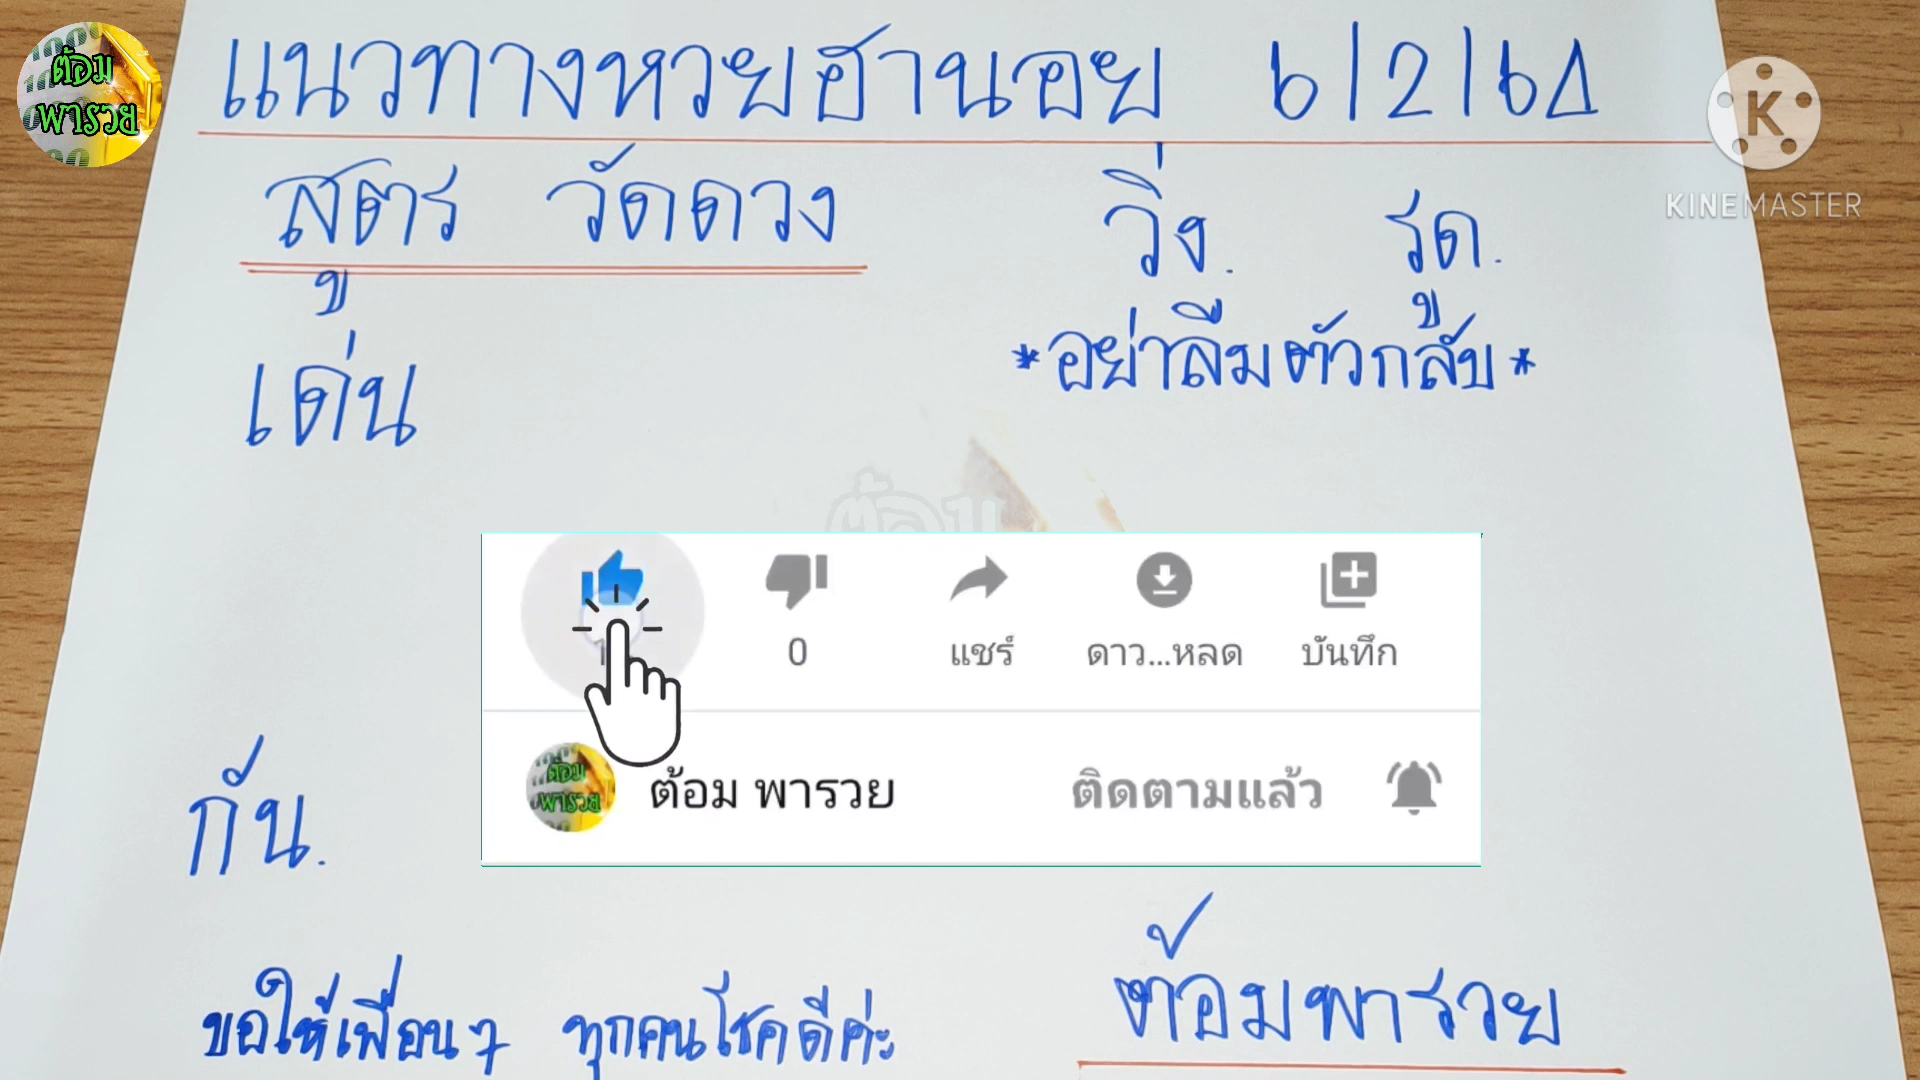 ต้อม
พารวย
แนวทางหวยฮานอย 6/2/64
KINEMASTER
สูตร วัดดวง
วิ่ง. รูด.
*อย่าลืมตัวกลับ*
เด่น
ต้อม
0 แชร์ ดาว...หลด บันทึก
ต้อม พารวย ติดตามแล้ว
กัน.
ต้อมพารวย
ขอให้เพื่อนๆ ทุกคนโชคดีค่ะ